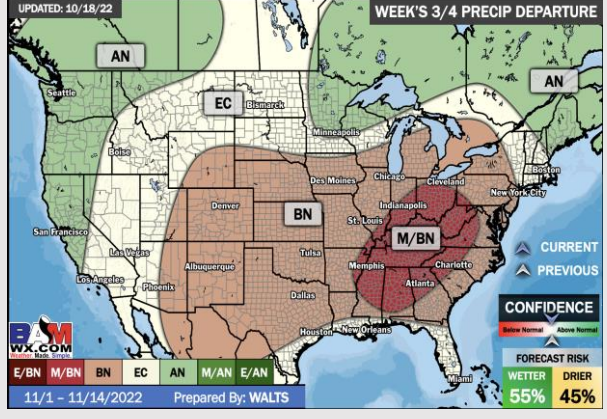 UPDATED: 10/18/22
WEEK'S 3/4 PRECIP DEPARTURE
AN
AN
Seattle
EC
Bismarck
Minneapolis
Boise
Boston
Des Moines
Chicago
Cleveland
New York City
Denver
BN
Indianapolis
St. Louis
M/BN
San Francisco
CURRENT
Las Vegas
Tulsa
Memphis
Charlotte
PREVIOUS
Los Angeles
Albuquerque
Phoenix
Atlanta
Dallas
CONFIDENCE
Houston
New Orleans
Below Normal
Above Normal
BAM
WX.COM
Weather. Made. Simple.
FORECAST RISK
E/BN M/BN BN EC AN M/AN E/AN
Miami
WETTER DRIER
11/1 – 11/14/2022 Prepared By: WALTS
55% 45%